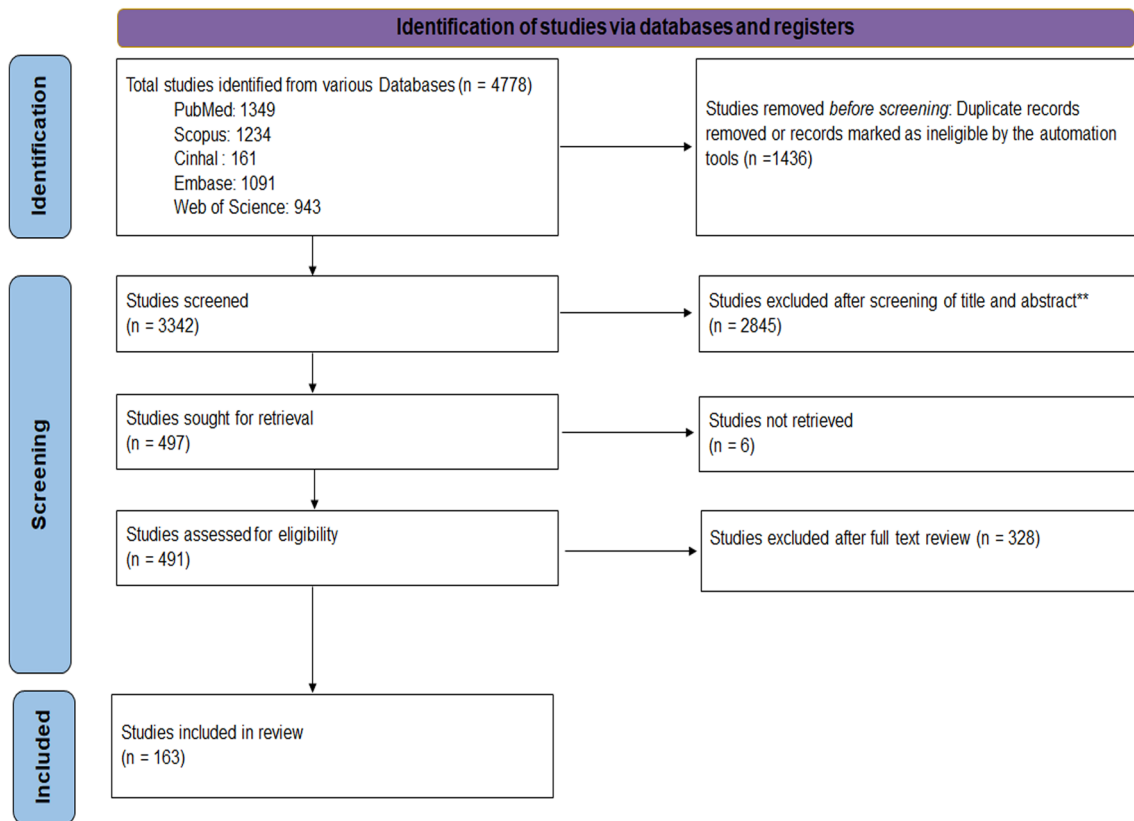 Identification of studies via databases and registers
Identification
Total studies identified from various Databases (n = 4778)
PubMed: 1349
Scopus: 1234
Cinhal : 161
Embase: 1091
Web of Science: 943
Studies removed before screening: Duplicate records
removed or records marked as ineligible by the automation
tools (n =1436)
Screening
Studies screened
(n = 3342)
Studies excluded after screening of title and abstract**
(n = 2845)
Studies sought for retrieval
(n = 497)
Studies not retrieved
(n = 6)
Studies assessed for eligibility
(n = 491)
Studies excluded after full text review (n = 328)
Included
Studies included in review
(n = 163)